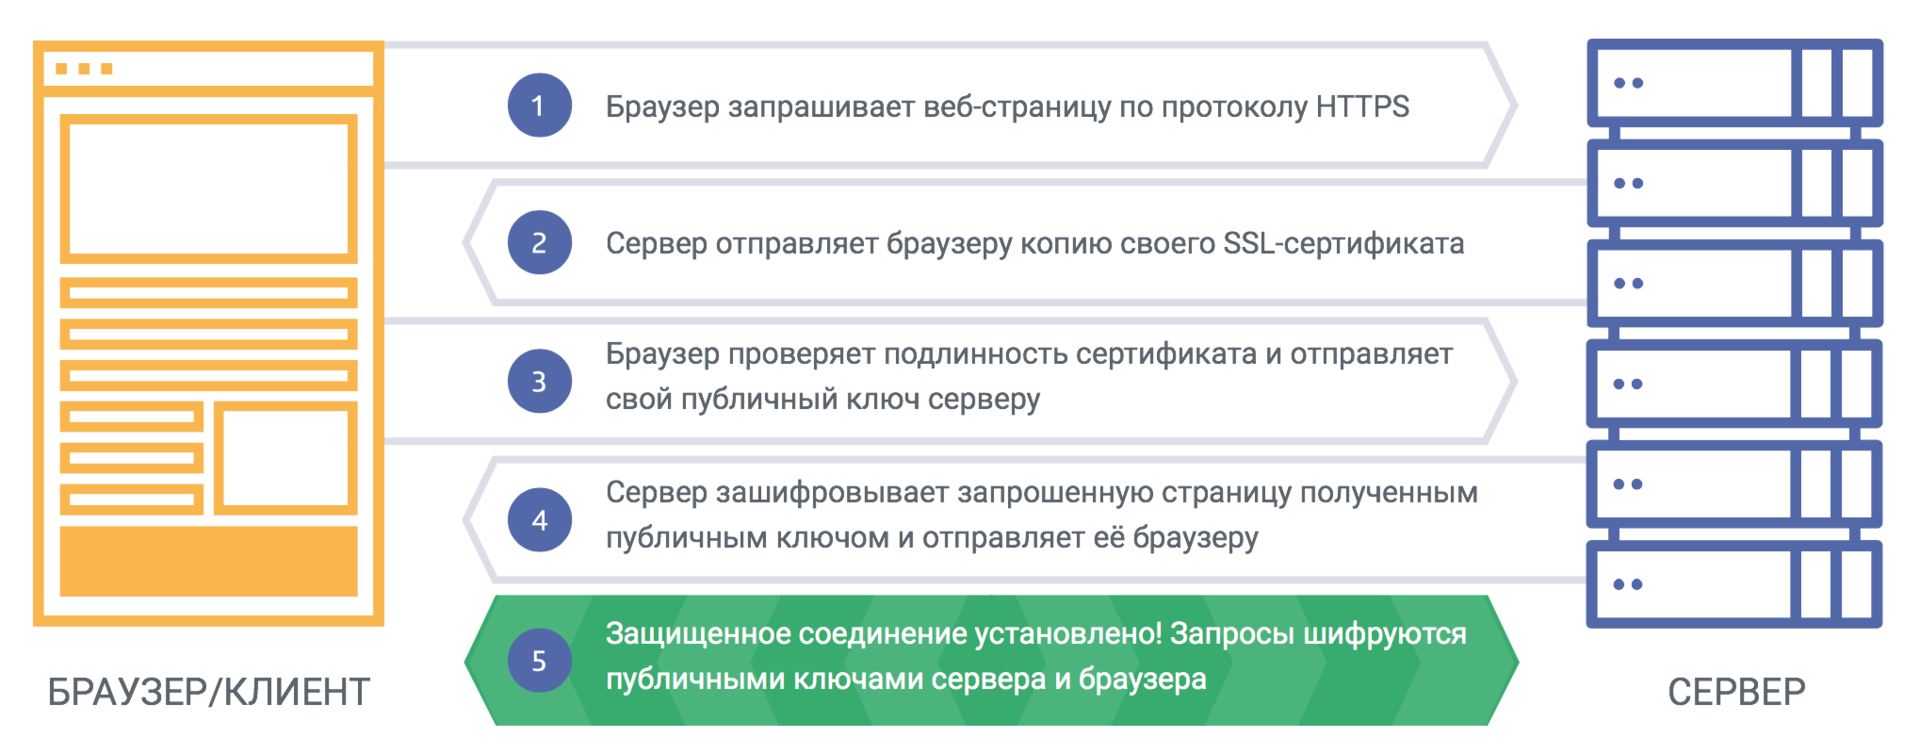 1
Браузер запрашивает веб-страницу по протоколу HTTPS
2
Сервер отправляет браузеру копию своего SSL-сертификата
3
Браузер проверяет подлинность сертификата и отправляет
свой публичный ключ серверу
4
Сервер зашифровывает запрошенную страницу полученным
публичным ключом и отправляет её браузеру
5
Защищенное соединение установлено! Запросы шифруются
публичными ключами сервера и браузера
БРАУЗЕР/КЛИЕНТ
СЕРВЕР